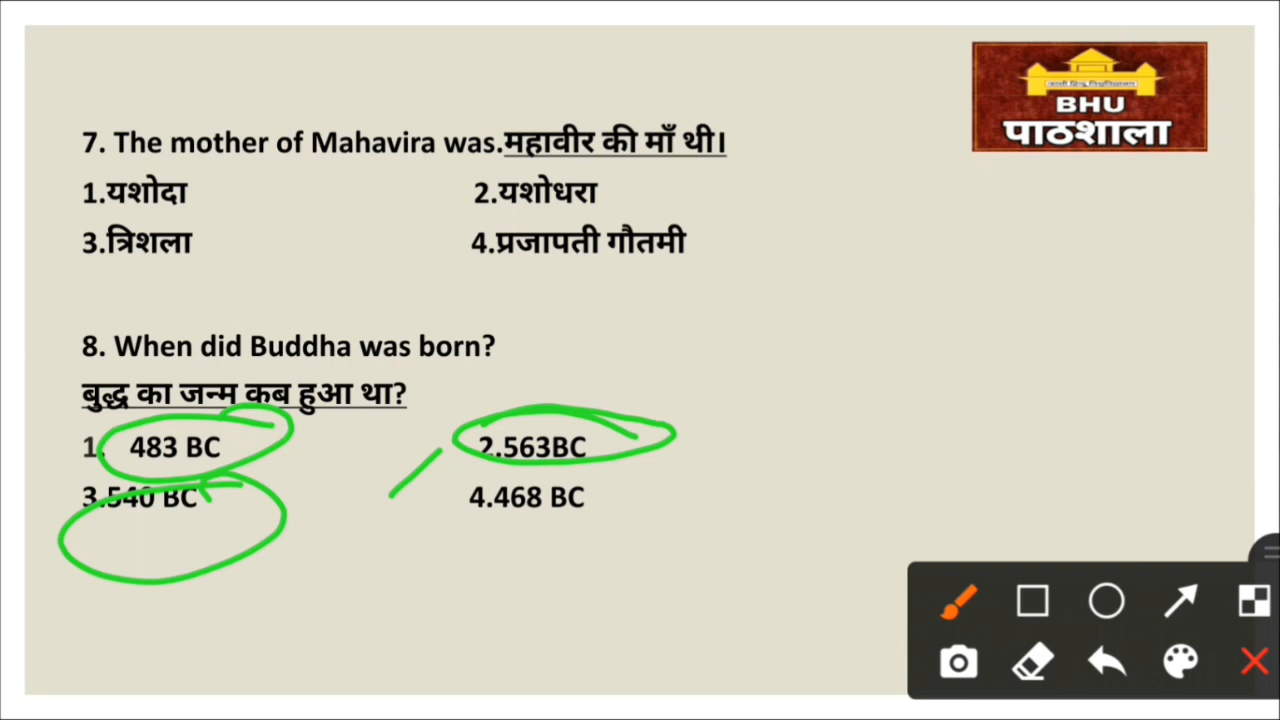 BHU
पाठशाला
7. The mother of Mahavira was.महावीर की माँ थी।
1.यशोदा 2.यशोधरा
3.त्रिशला 4.प्रजापती गौतमी
8. When did Buddha was born?
बुद्ध का जन्म कब हुआ था?
1. 483 BC 2.563BC
3.540 BC 4.468 BC